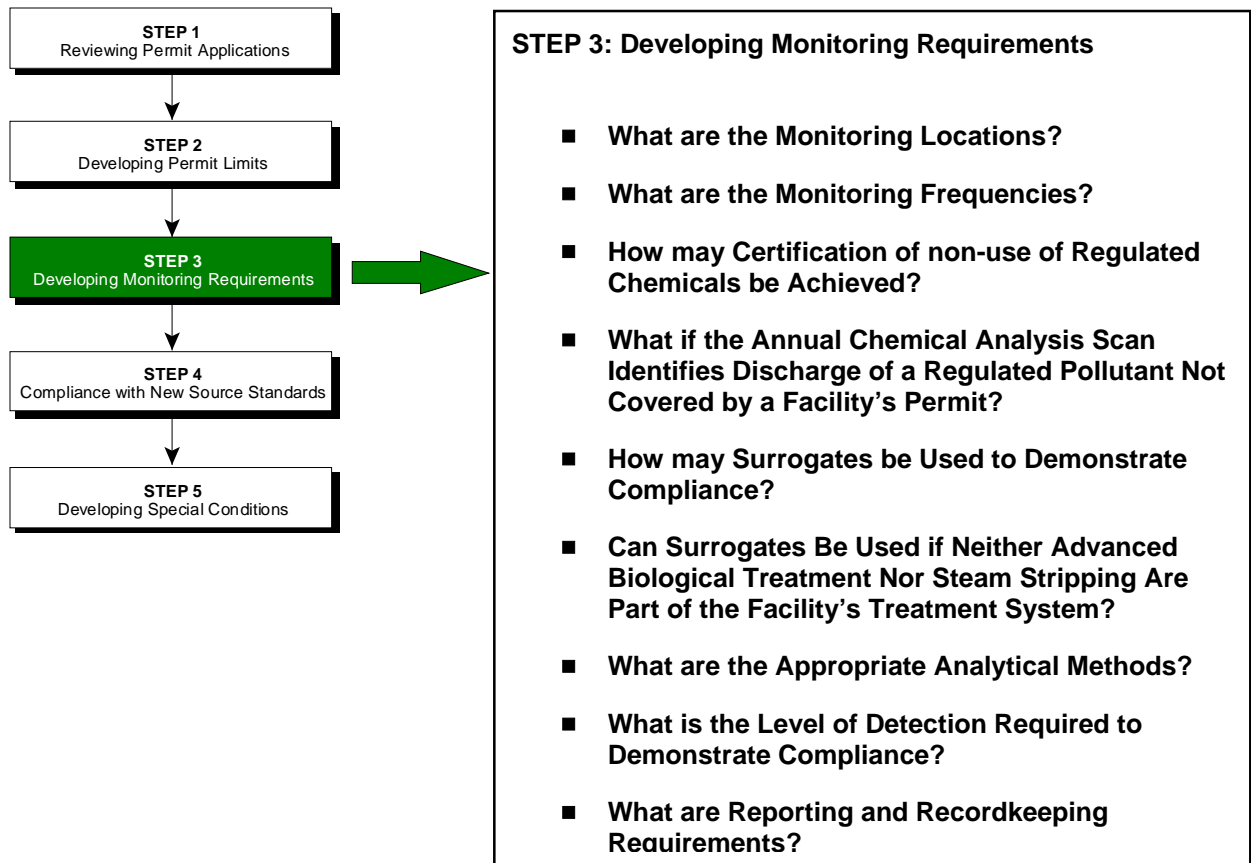 STEP 1
Reviewing Permit Applications
STEP 2
Developing Permit Limits
STEP 3
Developing Monitoring Requirements
STEP 4
Compliance with New Source Standards
STEP 5
Developing Special Conditions
STEP 3: Developing Monitoring Requirements
■ What are the Monitoring Locations?
■ What are the Monitoring Frequencies?
■ How may Certification of non-use of Regulated
Chemicals be Achieved?
■ What if the Annual Chemical Analysis Scan
Identifies Discharge of a Regulated Pollutant Not
Covered by a Facility's Permit?
■ How may Surrogates be Used to Demonstrate
Compliance?
■ Can Surrogates Be Used if Neither Advanced
Biological Treatment Nor Steam Stripping Are
Part of the Facility's Treatment System?
■ What are the Appropriate Analytical Methods?
■ What is the Level of Detection Required to
Demonstrate Compliance?
■ What are Reporting and Recordkeeping
Requirements?